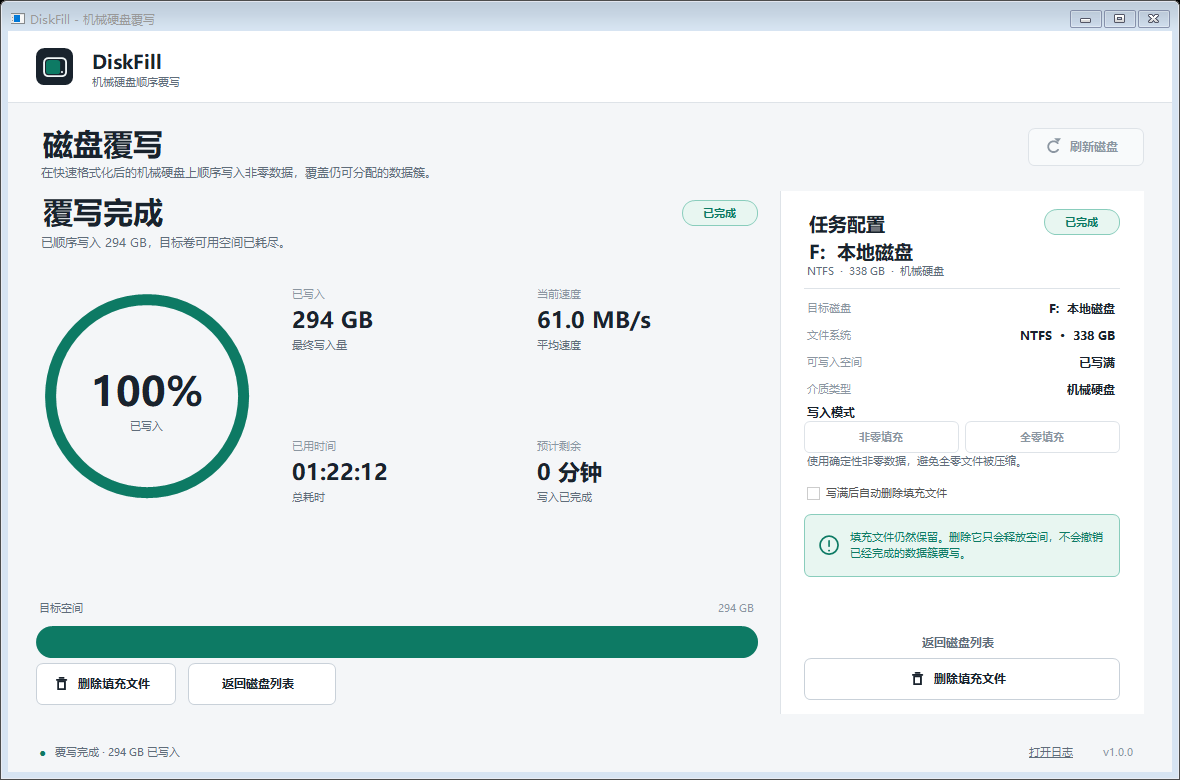 DiskFill - 机械硬盘覆写
DiskFill
机械硬盘顺序覆写
磁盘覆写
在快速格式化后的机械硬盘上顺序写入非零数据，覆盖仍可分配的数据簇。
刷新磁盘
覆写完成
已顺序写入 294 GB，目标卷可用空间已耗尽。
已完成
100%
已写入
已写入
294 GB
最终写入量
当前速度
61.0 MB/s
平均速度
已用时间
01:22:12
总耗时
预计剩余
0 分钟
写入已完成
目标空间
294 GB
删除填充文件
返回磁盘列表
任务配置
已完成
F: 本地磁盘
NTFS · 338 GB · 机械硬盘
目标磁盘 F: 本地磁盘
文件系统 NTFS · 338 GB
可写入空间 已写满
介质类型 机械硬盘
写入模式
非零填充
全零填充
使用确定性非零数据，避免全零文件被压缩。
写满后自动删除填充文件
填充文件仍然保留。删除它只会释放空间，不会撤销
已经完成的数据簇覆写。
返回磁盘列表
删除填充文件
覆写完成 · 294 GB 已写入
打开日志
v1.0.0